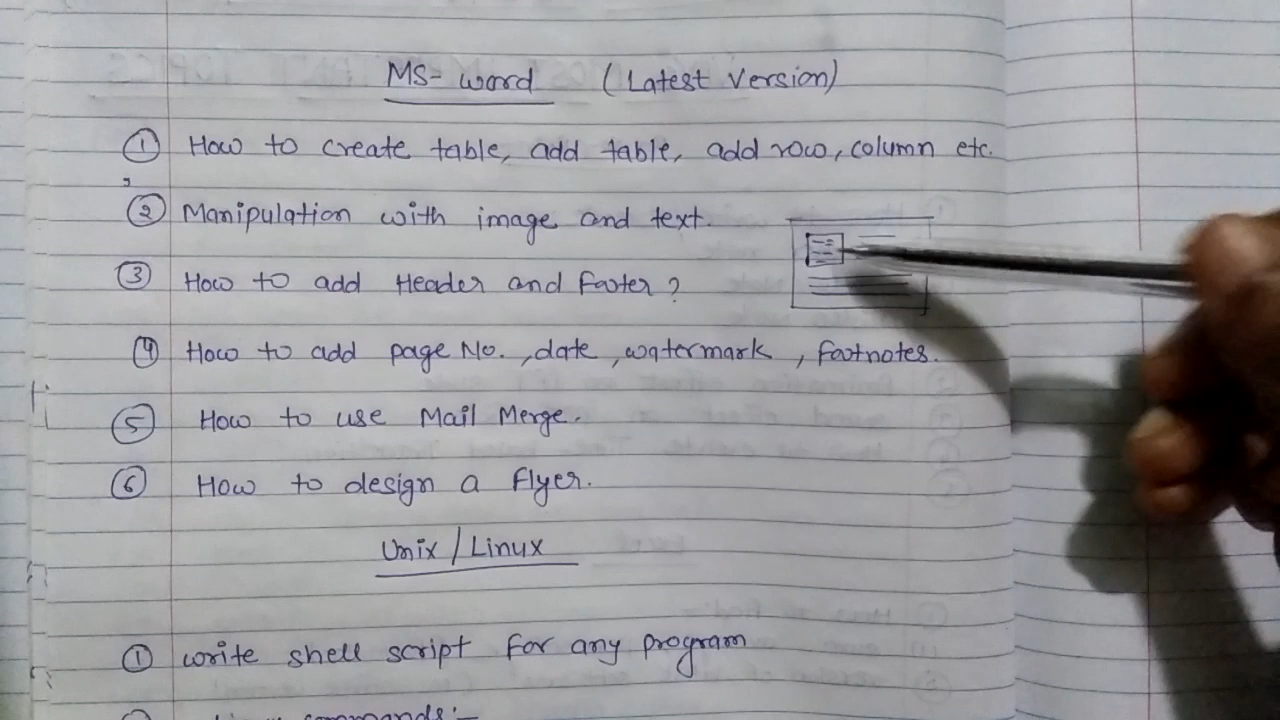 MS-word (Latest version)
① How to create table, add table, add row, column etc.
② Manipulation with image and text.
③ How to add Header and footer?
④ How to add page No., date, watermark, footnotes.
⑤ How to use Mail Merge.
⑥ How to design a flyer.
Unix/Linux
① write shell script for any program
commands:-